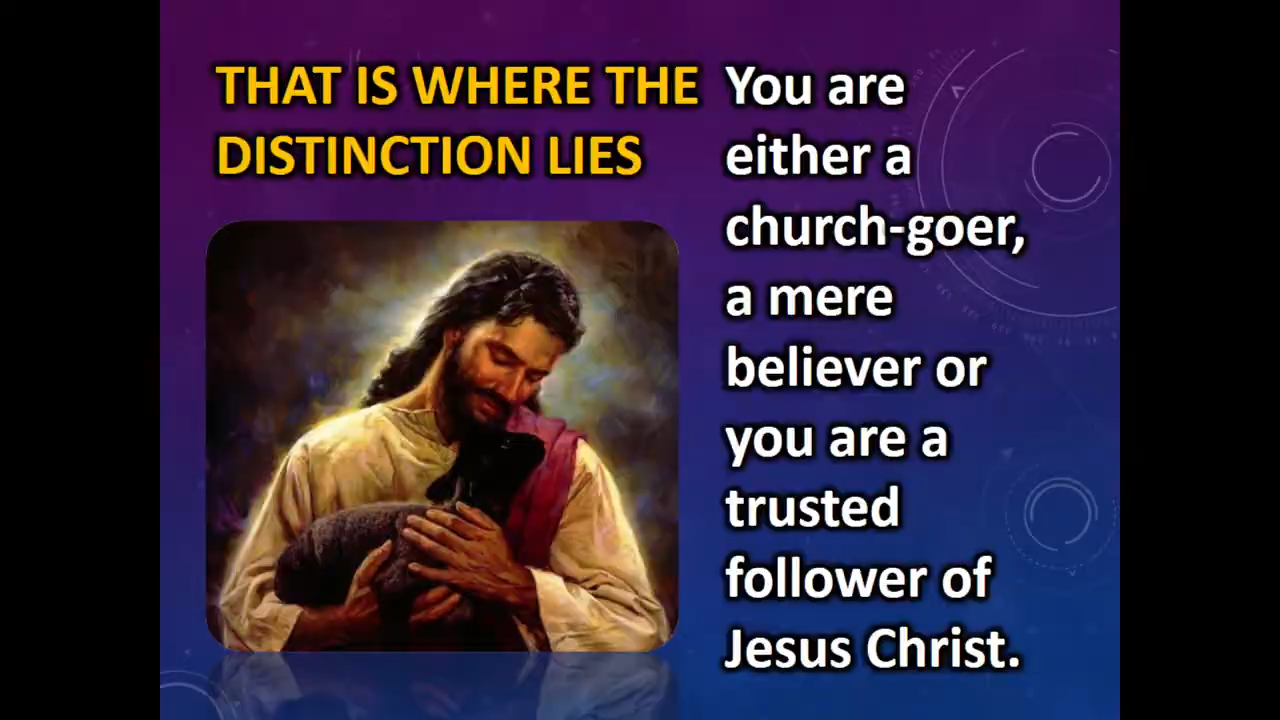 THAT IS WHERE THE
DISTINCTION LIES
You are
either a
church-goer,
a mere
believer or
you are a
trusted
follower of
Jesus Christ.